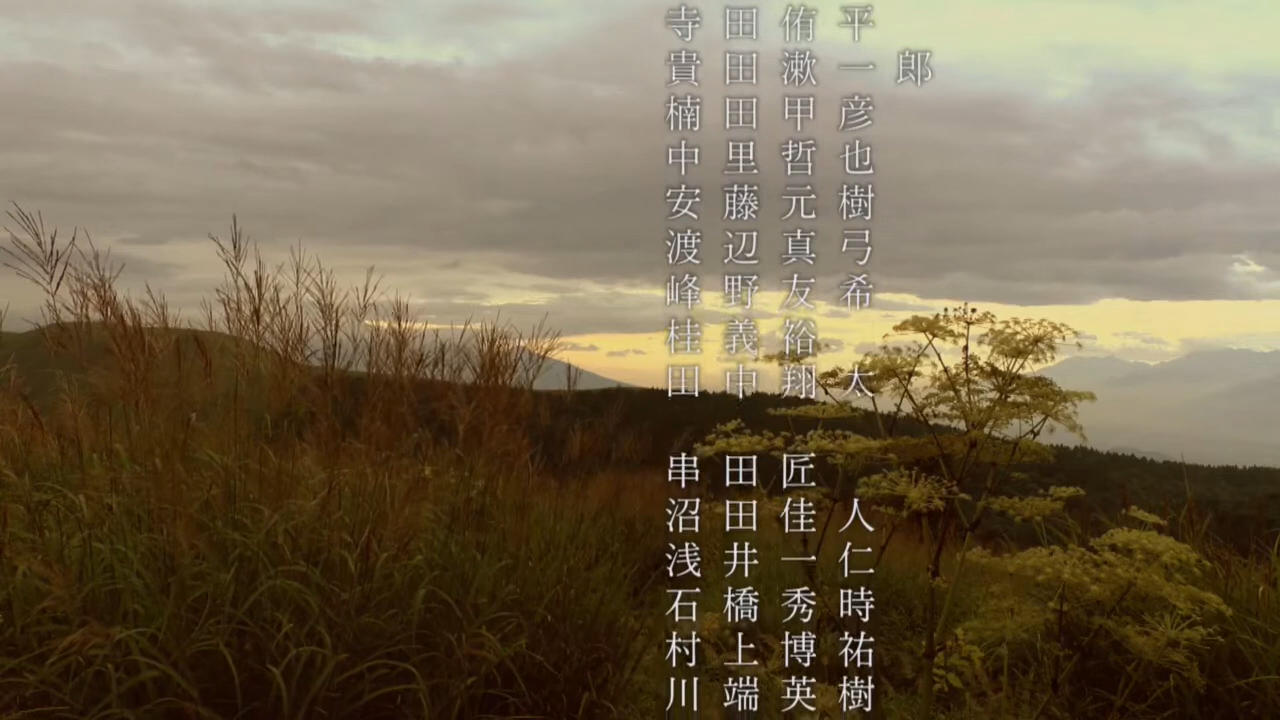 寺田侑平
貴田漱一郎
楠田甲彦
中里哲也
安藤元樹
渡辺真弓
峰野友希
桂義裕
田中翔太
串田匠
沼田佳人
浅井一仁
石橋秀時
村上博祐
川端英樹